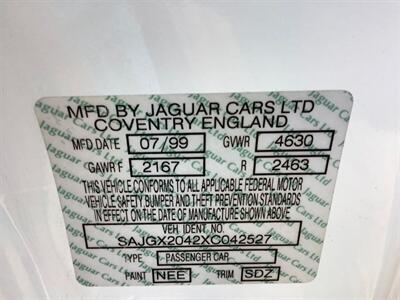 MFD BY JAGUAR CARS LTD
COVENTRY ENGLAND
MFD DATE 07/99 GVWR 4630
GAWR F 2167 R 2463
THIS VEHICLE CONFORMS TO ALL APPLICABLE FEDERAL MOTOR
VEHICLE SAFETY BUMPER AND THEFT PREVENTION STANDARDS
IN EFFECT ON THE DATE OF MANUFACTURE SHOWN ABOVE
VEH. IDENT. NO.
SAJGX2042XC042527
TYPE PASSENGER CAR
PAINT NEE TRIM SDZ